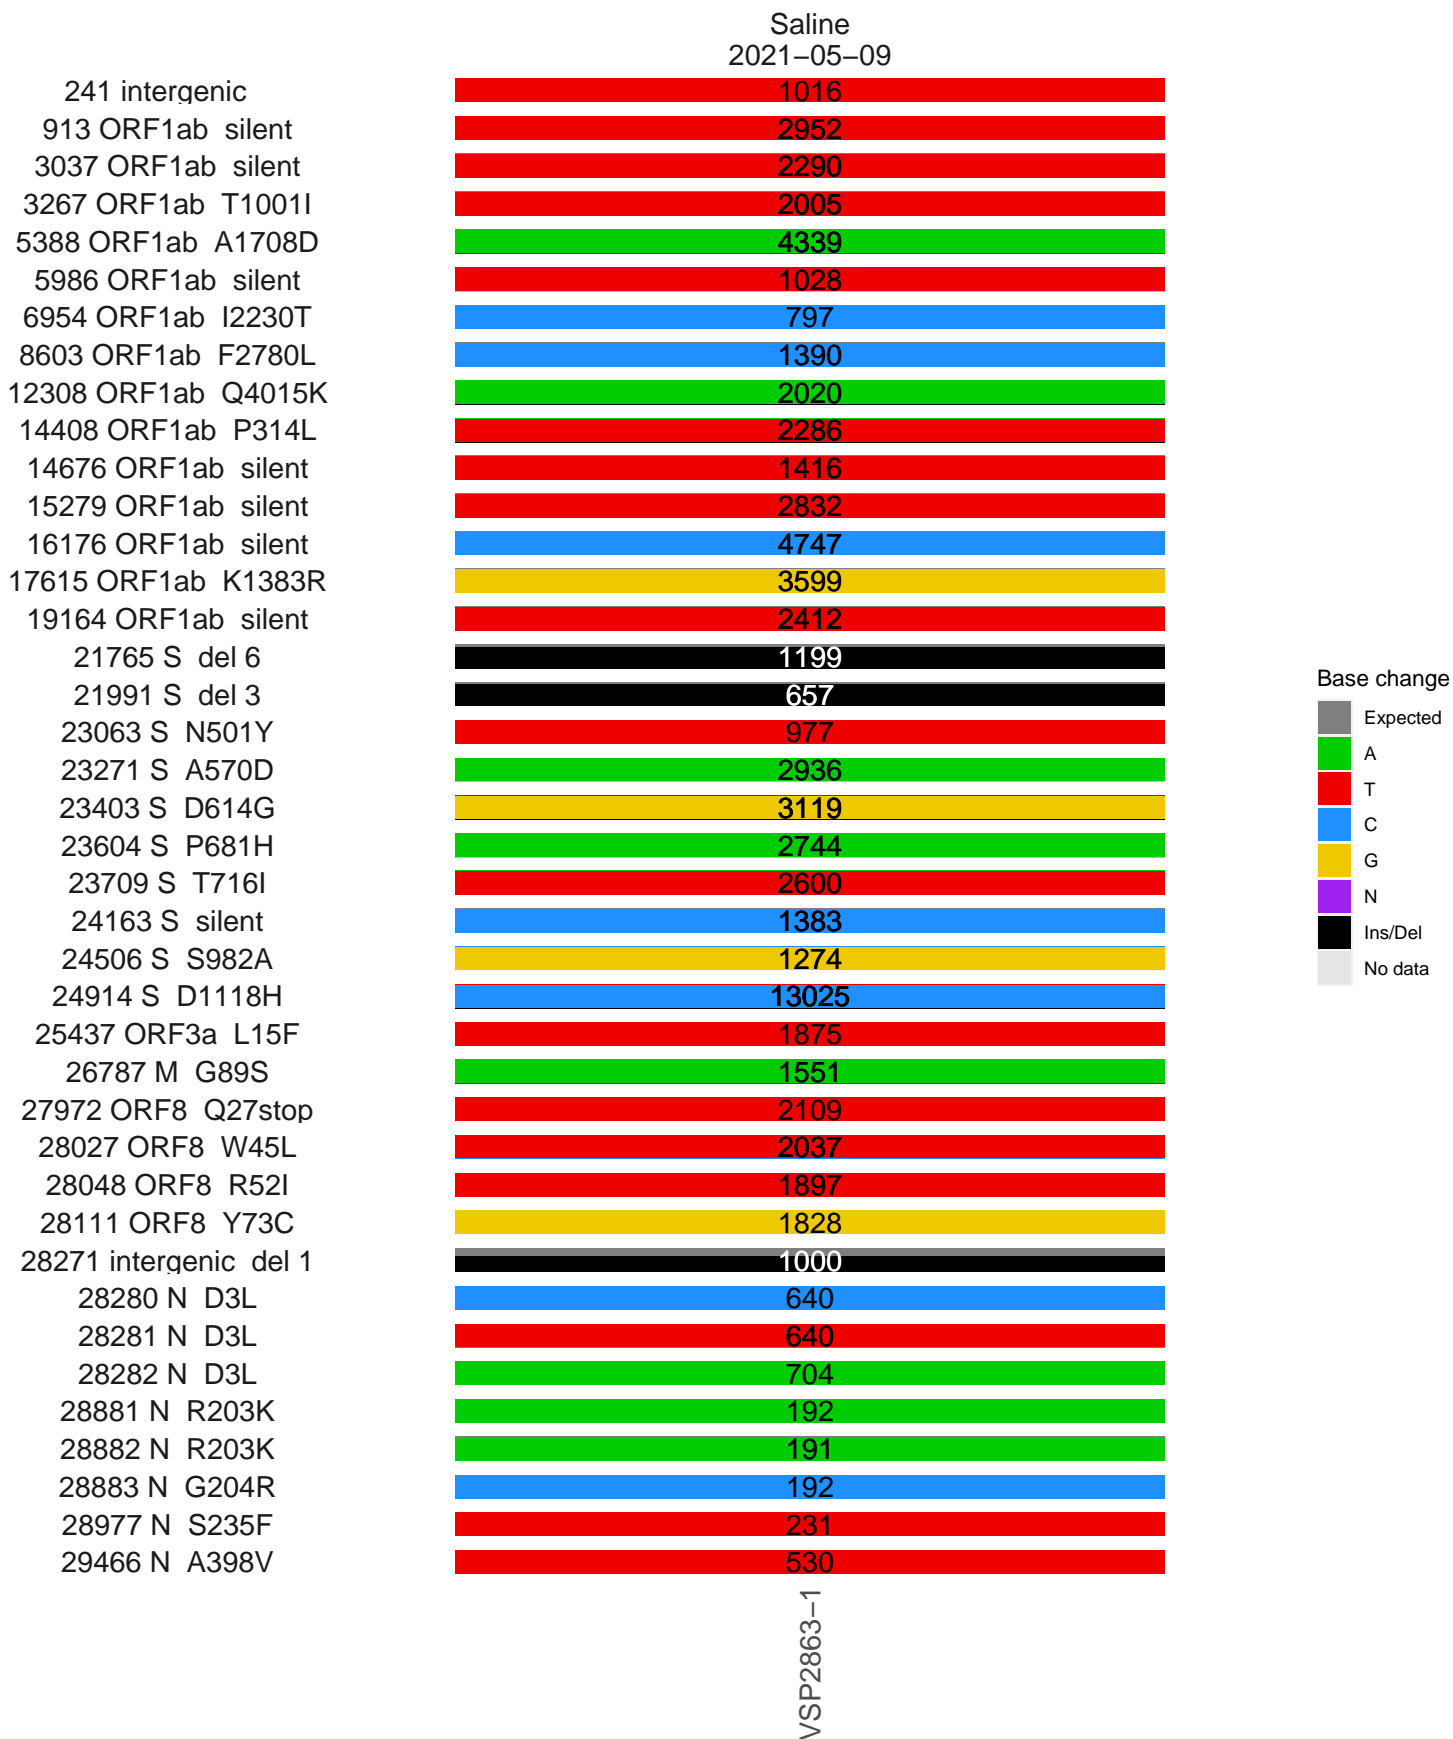 Saline
2021−05−09
241 intergenic 1016
913 ORF1ab silent 2952
3037 ORF1ab silent 2290
3267 ORF1ab T1001I 2005
5388 ORF1ab A1708D 4339
5986 ORF1ab silent 1028
6954 ORF1ab I2230T 797
8603 ORF1ab F2780L 1390
12308 ORF1ab Q4015K 2020
14408 ORF1ab P314L 2286
14676 ORF1ab silent 1416
15279 ORF1ab silent 2832
16176 ORF1ab silent 4747
17615 ORF1ab K1383R 3599
19164 ORF1ab silent 2412
21765 S del 6 1199
21991 S del 3 657
23063 S N501Y 977
23271 S A570D 2936
23403 S D614G 3119
23604 S P681H 2744
23709 S T716I 2600
24163 S silent 1383
24506 S S982A 1274
24914 S D1118H 13025
25437 ORF3a L15F 1875
26787 M G89S 1551
27972 ORF8 Q27stop 2109
28027 ORF8 W45L 2037
28048 ORF8 R52I 1897
28111 ORF8 Y73C 1828
28271 intergenic del 1 1000
28280 N D3L 640
28281 N D3L 640
28282 N D3L 704
28881 N R203K 192
28882 N R203K 191
28883 N G204R 192
28977 N S235F 231
29466 N A398V 530
VSP2863−1
Base change
Expected
A
T
C
G
N
Ins/Del
No data